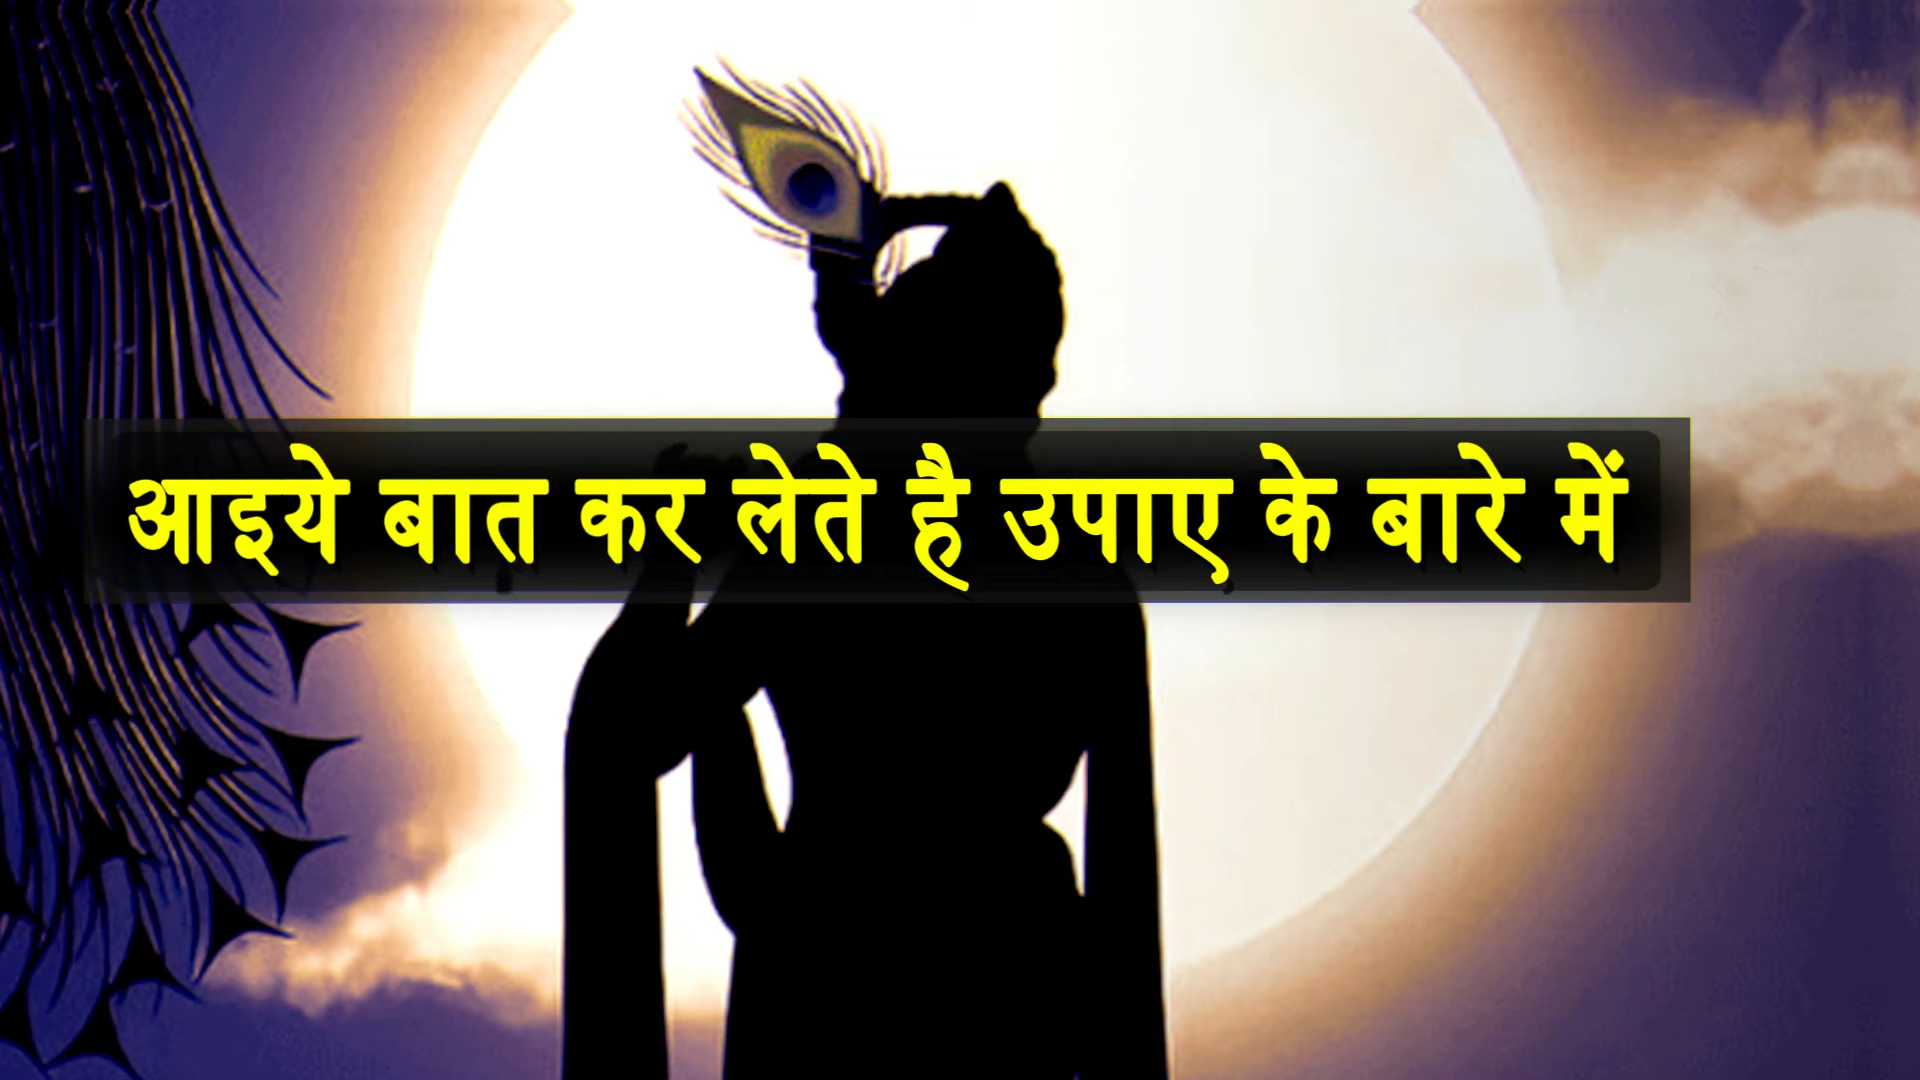 आइये बात कर लेते है उपाए के बारे में